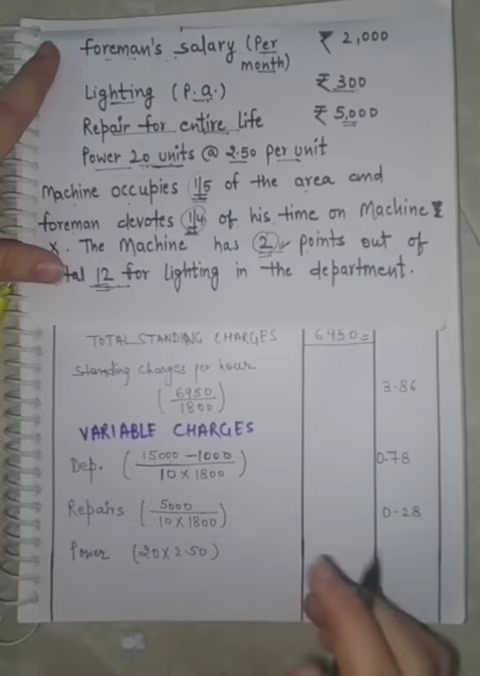 foreman's salary (Per month) ₹ 2,000
Lighting (P.a.) ₹ 300
Repair for entire life ₹ 5,000
Power 20 units @ 2.50 per unit
Machine occupies 1/5 of the area and
foreman devotes 1/4 of his time on Machine
X. The Machine has 2 points out of
tal 12 for lighting in the department.
TOTAL STANDING CHARGES 6950=
Standing charges per hour
(6950/1800) 3.86
VARIABLE CHARGES
Dep. (15000-1000/10×1800) 0.78
Repairs (5000/10×1800) 0.28
Power (20×2.50)